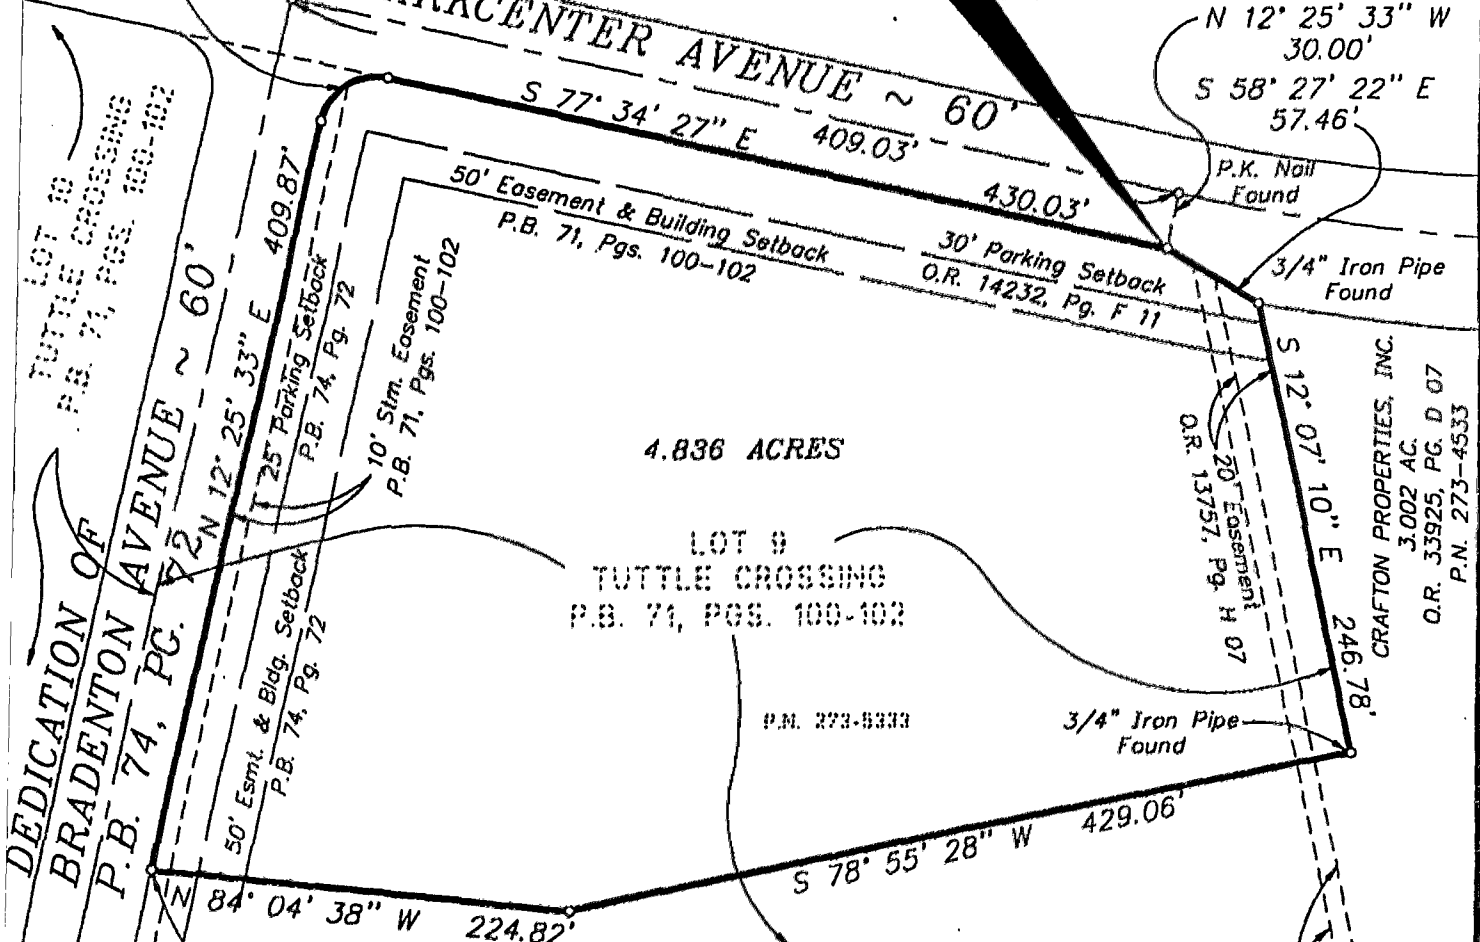 CENTER AVENUE ~ 60'
N 12° 25' 33" W
30.00'
S 58° 27' 22" E
57.46'
P.K. Nail
Found
S 77° 34' 27" E 409.03'
430.03'
50' Easement & Building Setback
P.B. 71, Pgs. 100-102
30' Parking Setback
O.R. 14232, Pg. F 11
3/4" Iron Pipe
Found
LOT 10
TUTTLE CROSSING
P.B. 71, PGS. 100-102
DEDICATION OF
BRADENTON AVENUE ~ 60'
P.B. 74, PG. 72
N 12° 25' 33" E 409.87'
25' Parking Setback
P.B. 74, Pg. 72
10' Stm. Easement
P.B. 71, Pgs. 100-102
50' Esmt. & Bldg. Setback
P.B. 74, Pg. 72
4.836 ACRES
LOT 9
TUTTLE CROSSING
P.B. 71, PGS. 100-102
P.N. 273-5333
20' Easement
O.R. 13757, Pg. H 07
S 12° 07' 10" E 246.78'
CRAFTON PROPERTIES, INC.
3.002 AC.
O.R. 33925, PG. D 07
P.N. 273-4533
3/4" Iron Pipe
Found
S 78° 55' 28" W 429.06'
N 84° 04' 38" W 224.82'